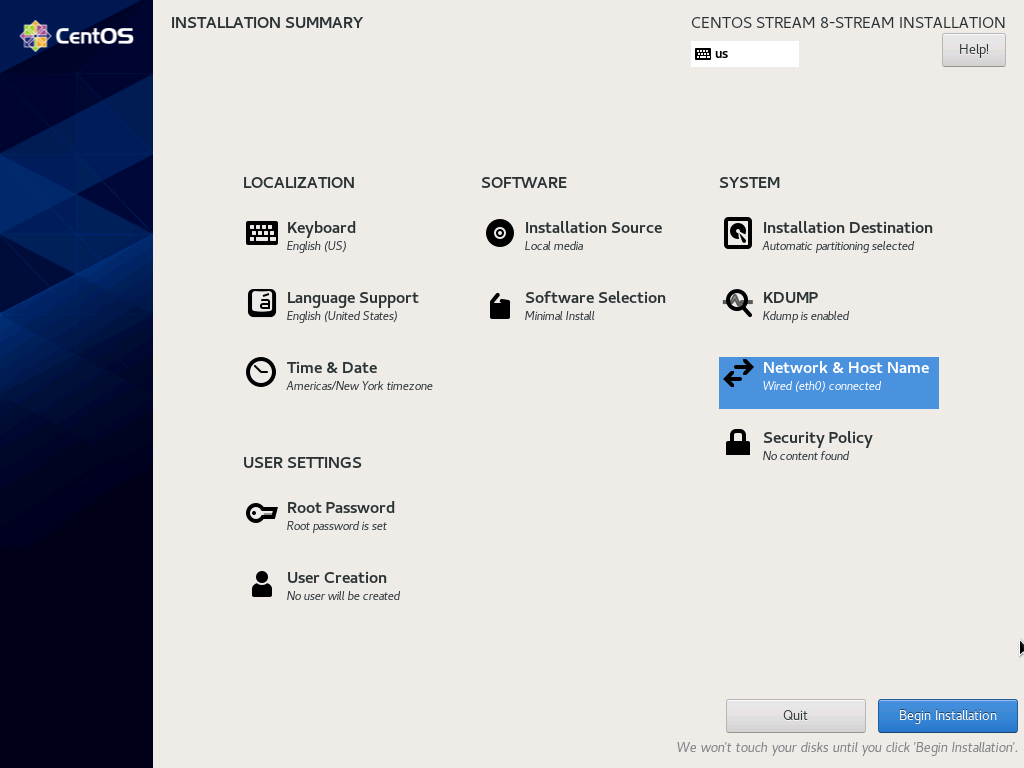 CentOS
INSTALLATION SUMMARY
CENTOS STREAM 8-STREAM INSTALLATION
us
Help!
LOCALIZATION
Keyboard
English (US)
Language Support
English (United States)
Time & Date
Americas/New York timezone
SOFTWARE
Installation Source
Local media
Software Selection
Minimal Install
SYSTEM
Installation Destination
Automatic partitioning selected
KDUMP
Kdump is enabled
Network & Host Name
Wired (eth0) connected
Security Policy
No content found
USER SETTINGS
Root Password
Root password is set
User Creation
No user will be created
Quit
Begin Installation
We won't touch your disks until you click 'Begin Installation'.